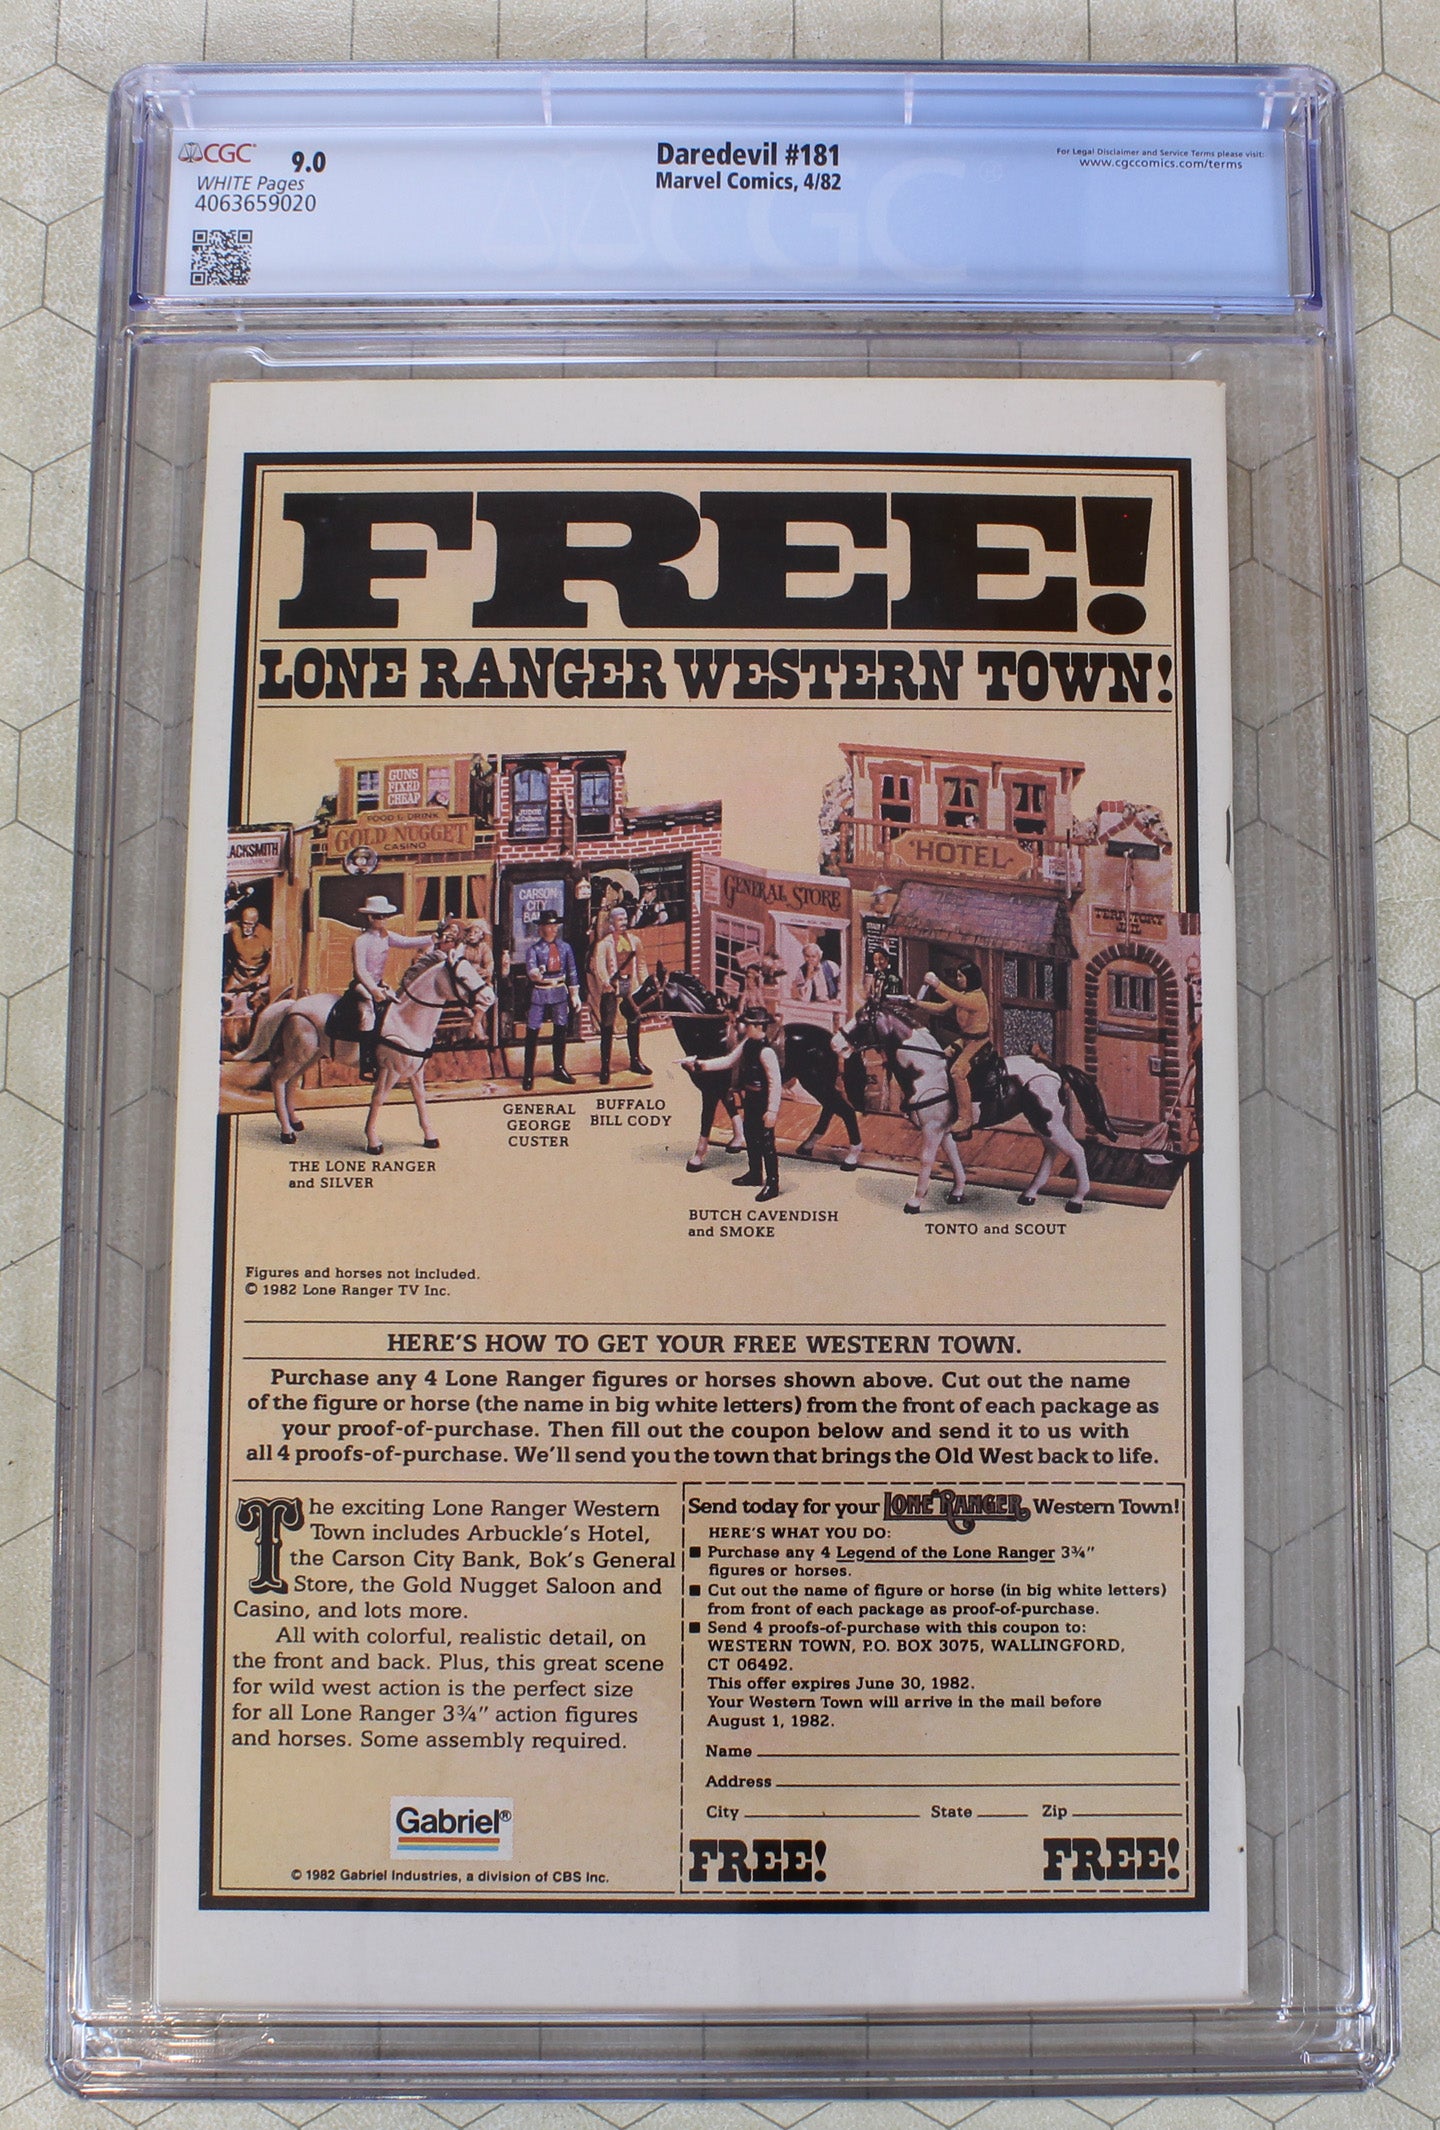 CGC 9.0
WHITE Pages
4063659020
Daredevil #181
Marvel Comics, 4/82
For Legal Disclaimer and Service Terms please visit:
www.cgccomics.com/terms
CGC
FREE!
LONE RANGER WESTERN TOWN!
GUNS
FIXED
CHEAP
FOOD & DRINK
GOLD NUGGET
CASINO
LACKSMITH
CARSON
CITY
BA
GENERAL STORE
HOTEL
TERRITORY
JAIL
THE LONE RANGER
and SILVER
GENERAL
GEORGE
CUSTER
BUFFALO
BILL CODY
BUTCH CAVENDISH
and SMOKE
TONTO and SCOUT
Figures and horses not included.
© 1982 Lone Ranger TV Inc.
HERE'S HOW TO GET YOUR FREE WESTERN TOWN.
Purchase any 4 Lone Ranger figures or horses shown above. Cut out the name
of the figure or horse (the name in big white letters) from the front of each package as
your proof-of-purchase. Then fill out the coupon below and send it to us with
all 4 proofs-of-purchase. We'll send you the town that brings the Old West back to life.
The exciting Lone Ranger Western
Town includes Arbuckle's Hotel,
the Carson City Bank, Bok's General
Store, the Gold Nugget Saloon and
Casino, and lots more.
All with colorful, realistic detail, on
the front and back. Plus, this great scene
for wild west action is the perfect size
for all Lone Ranger 3¾" action figures
and horses. Some assembly required.
Gabriel®
© 1982 Gabriel Industries, a division of CBS Inc.
Send today for your LONE RANGER Western Town!
HERE'S WHAT YOU DO:
■ Purchase any 4 Legend of the Lone Ranger 3¾"
figures or horses.
■ Cut out the name of figure or horse (in big white letters)
from front of each package as proof-of-purchase.
■ Send 4 proofs-of-purchase with this coupon to:
WESTERN TOWN, P.O. BOX 3075, WALLINGFORD,
CT 06492.
This offer expires June 30, 1982.
Your Western Town will arrive in the mail before
August 1, 1982.
Name
Address
City State Zip
FREE! FREE!